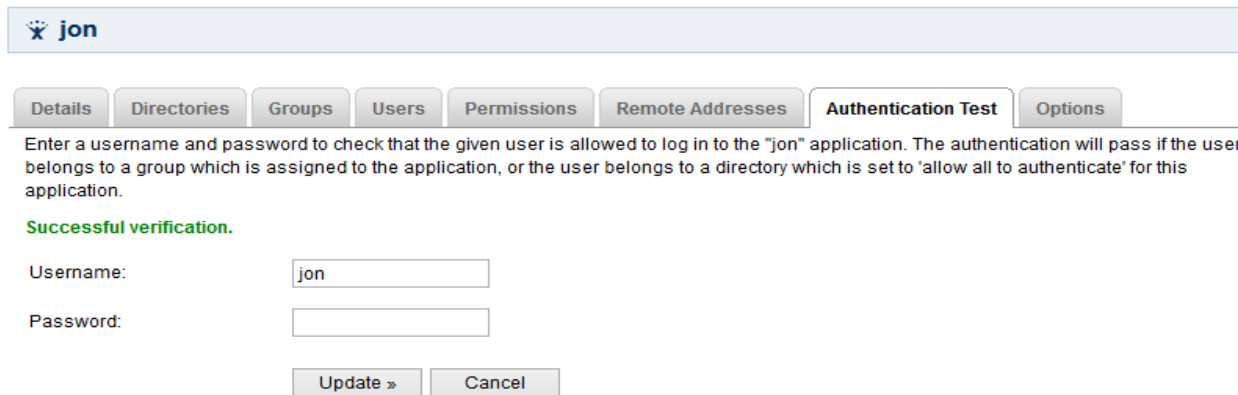 jon
Details Directories Groups Users Permissions Remote Addresses Authentication Test Options
Enter a username and password to check that the given user is allowed to log in to the "jon" application. The authentication will pass if the user
belongs to a group which is assigned to the application, or the user belongs to a directory which is set to 'allow all to authenticate' for this
application.
Successful verification.
Username: jon
Password:
Update » Cancel